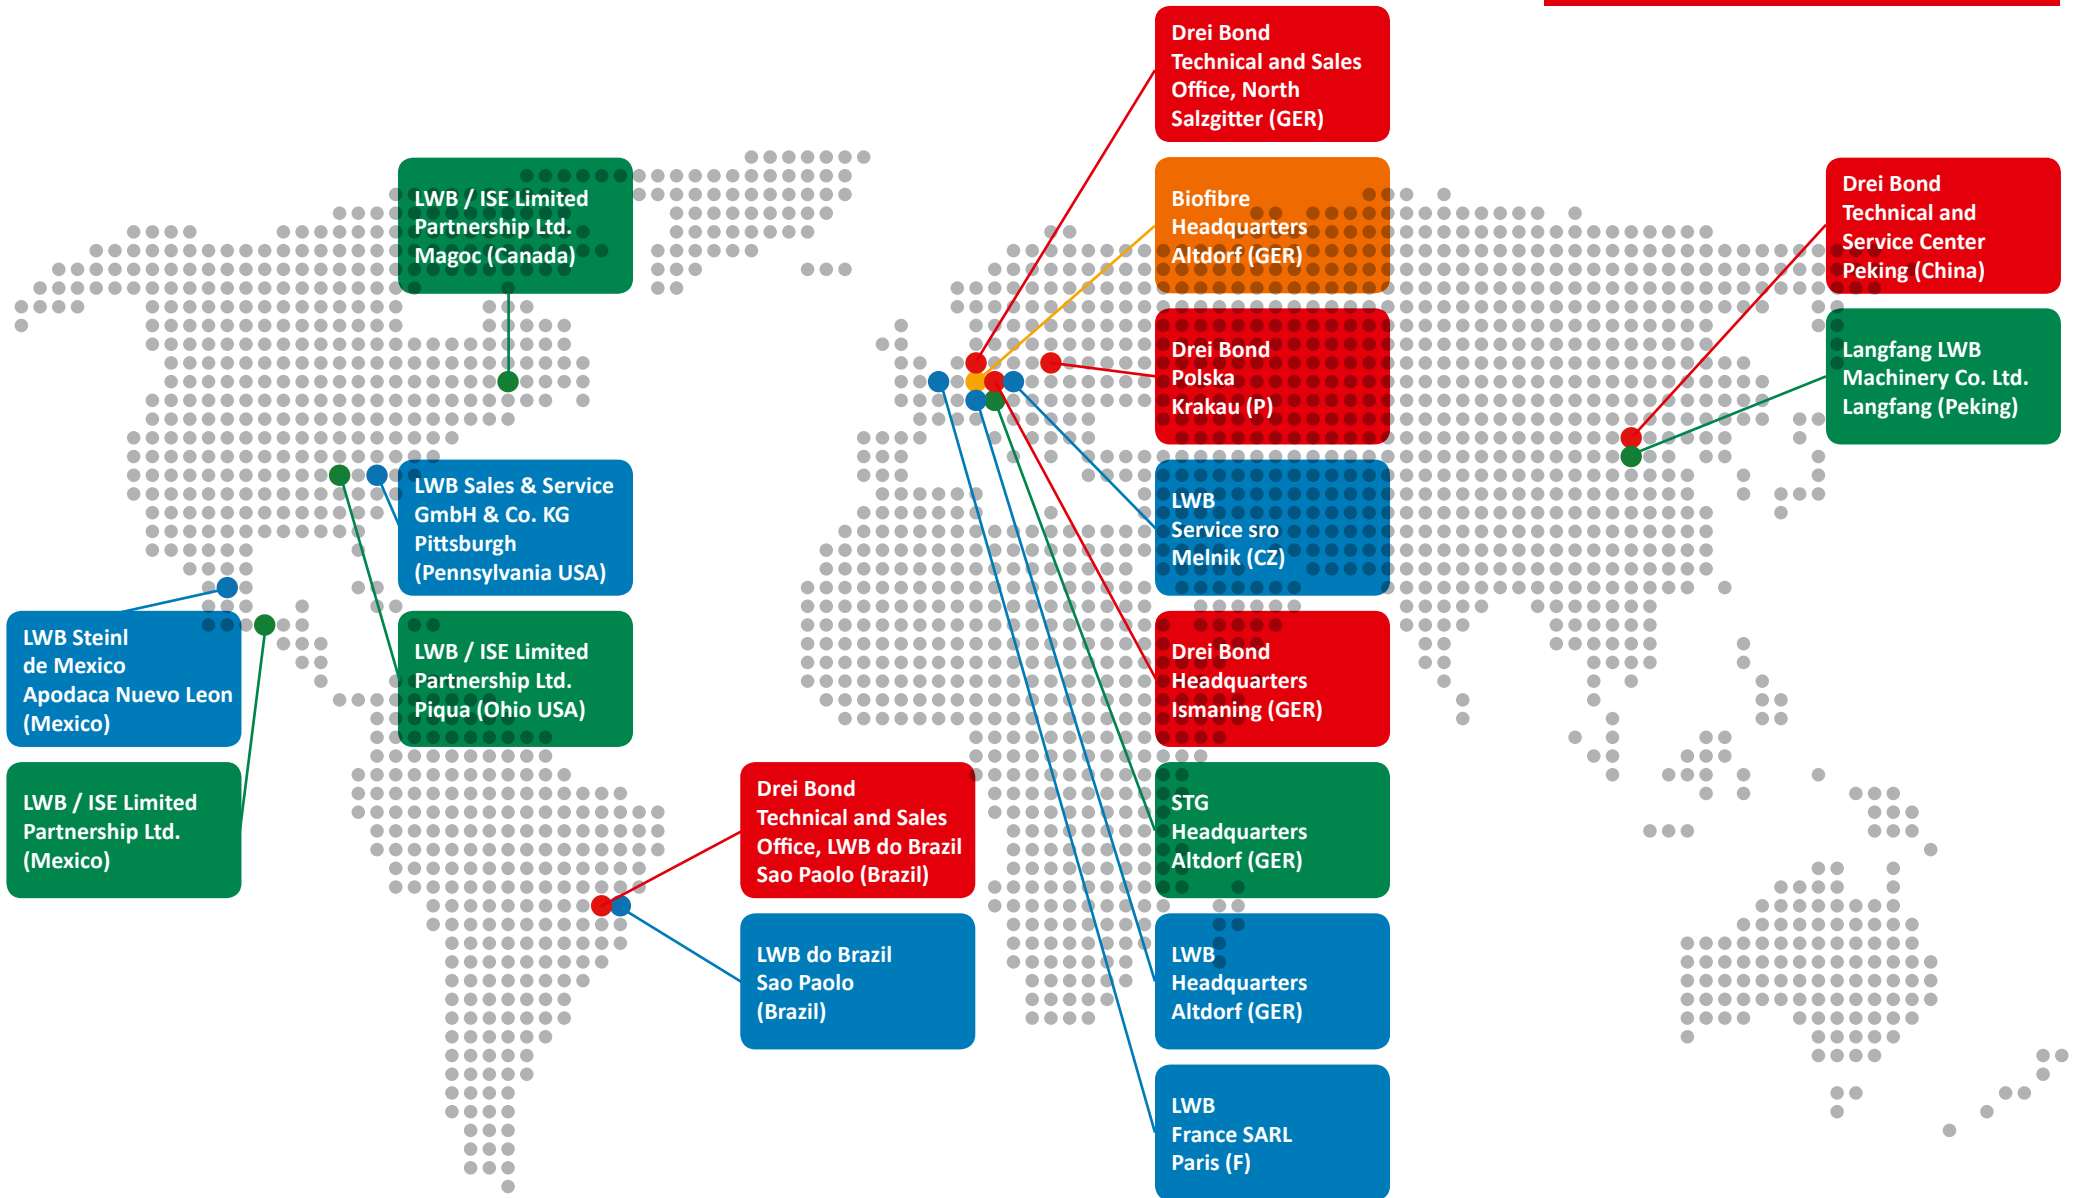 Drei Bond
Technical and Sales
Office, North
Salzgitter (GER)
LWB / ISE Limited
Partnership Ltd.
Magoc (Canada)
Biofibre
Headquarters
Altdorf (GER)
Drei Bond
Technical and
Service Center
Peking (China)
Drei Bond
Polska
Krakau (P)
Langfang LWB
Machinery Co. Ltd.
Langfang (Peking)
LWB Sales & Service
GmbH & Co. KG
Pittsburgh
(Pennsylvania USA)
LWB
Service sro
Melnik (CZ)
LWB Steinl
de Mexico
Apodaca Nuevo Leon
(Mexico)
LWB / ISE Limited
Partnership Ltd.
Piqua (Ohio USA)
Drei Bond
Headquarters
Ismaning (GER)
LWB / ISE Limited
Partnership Ltd.
(Mexico)
Drei Bond
Technical and Sales
Office, LWB do Brazil
Sao Paolo (Brazil)
STG
Headquarters
Altdorf (GER)
LWB do Brazil
Sao Paolo
(Brazil)
LWB
Headquarters
Altdorf (GER)
LWB
France SARL
Paris (F)